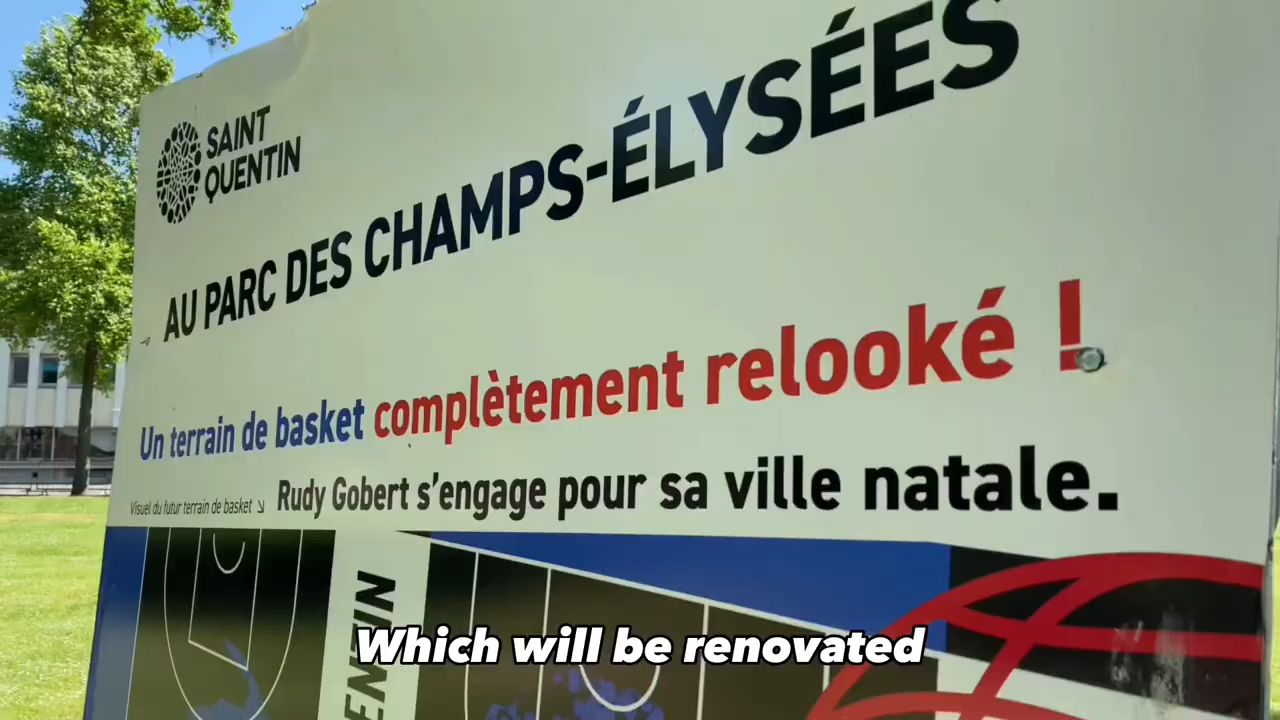 SAINT
QUENTIN
AU PARC DES CHAMPS-ÉLYSÉES
Un terrain de basket complètement relooké !
Visuel du futur terrain de basket ↘ Rudy Gobert s'engage pour sa ville natale.
Which will be renovated